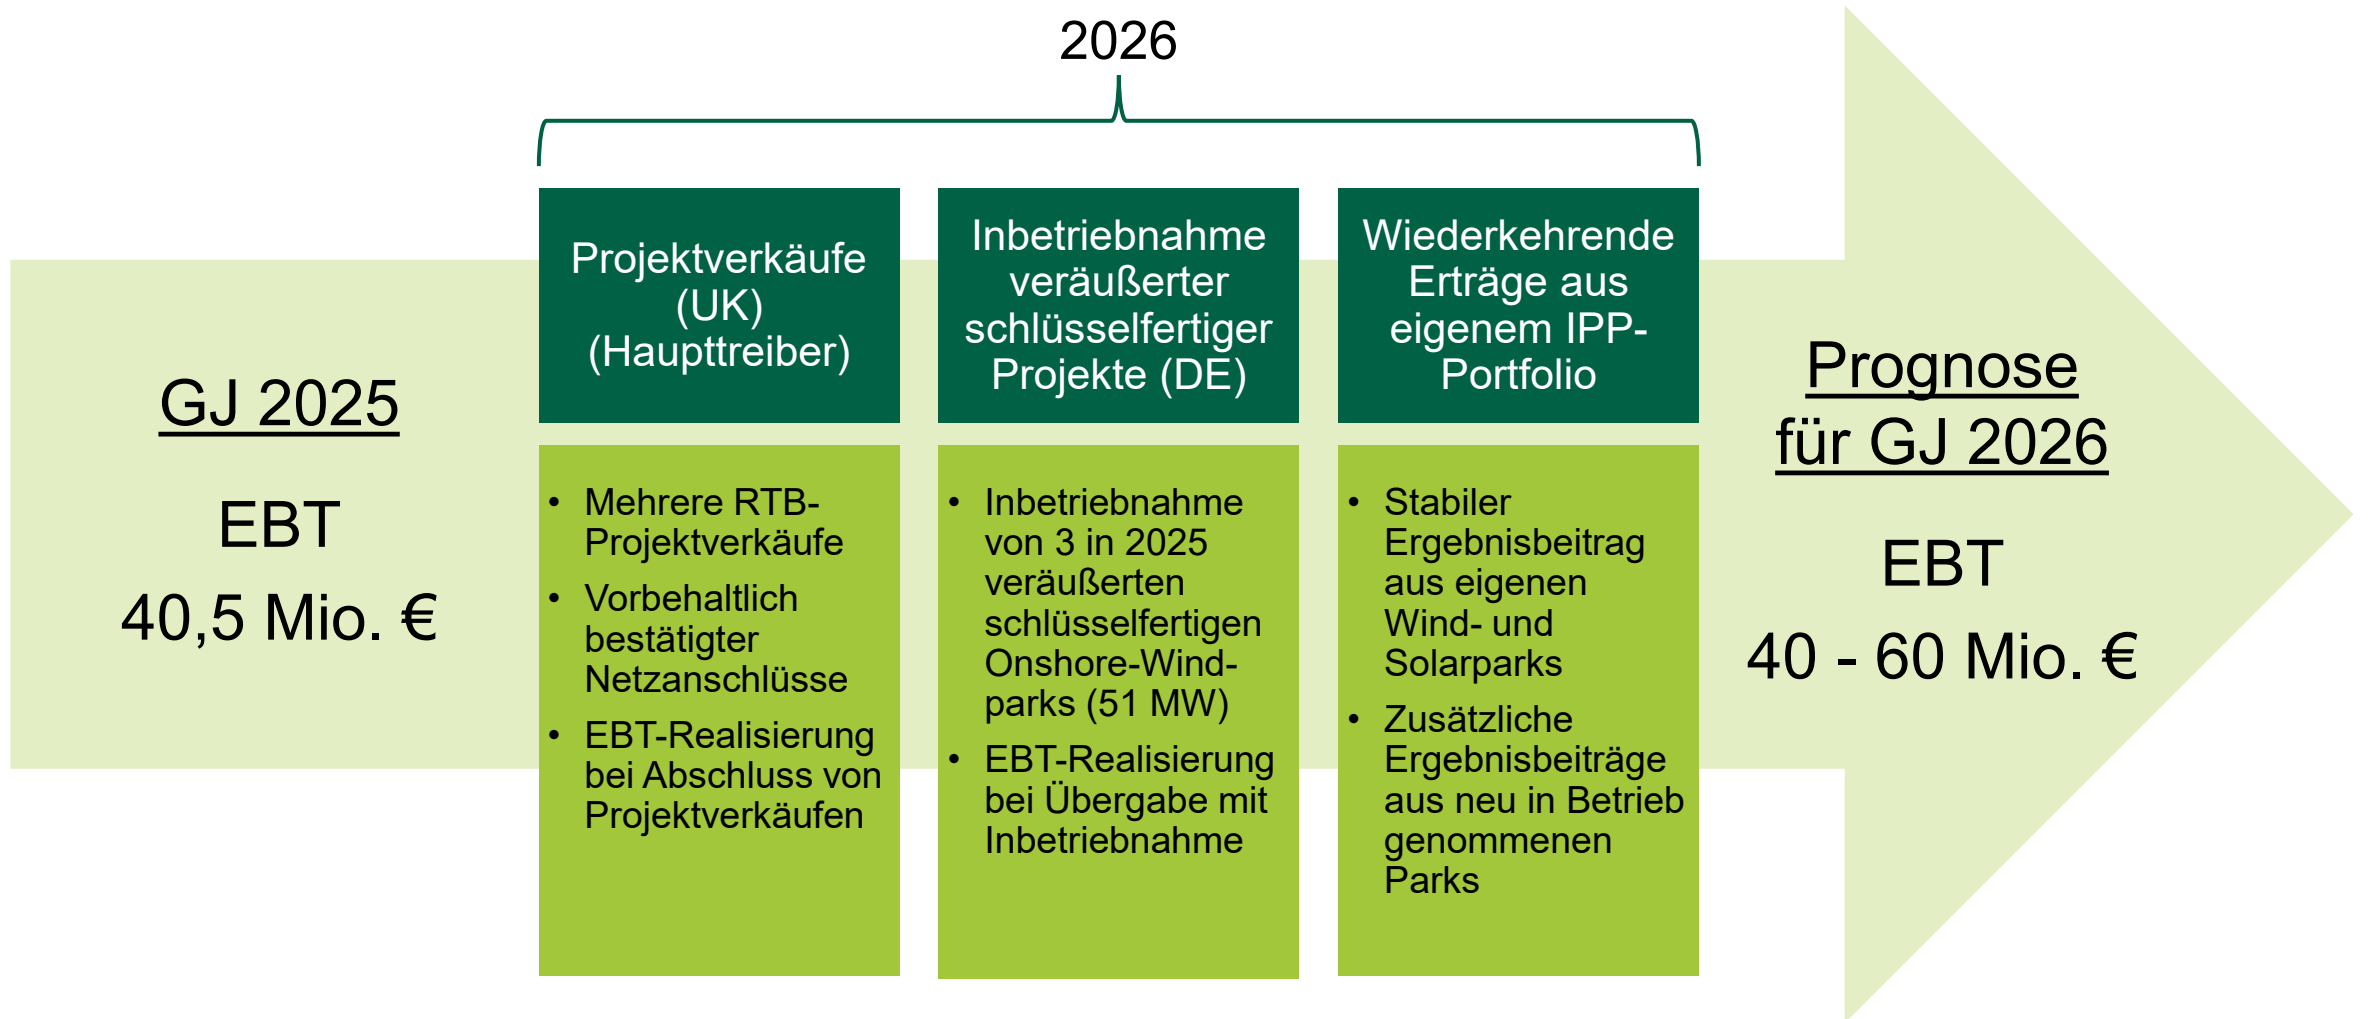 2026
GJ 2025
EBT
40,5 Mio. €
Projektverkäufe
(UK)
(Haupttreiber)
• Mehrere RTB-
Projektverkäufe
• Vorbehaltlich
bestätigter
Netzanschlüsse
• EBT-Realisierung
bei Abschluss von
Projektverkäufen
Inbetriebnahme
veräußerter
schlüsselfertiger
Projekte (DE)
• Inbetriebnahme
von 3 in 2025
veräußerten
schlüsselfertigen
Onshore-Wind-
parks (51 MW)
• EBT-Realisierung
bei Übergabe mit
Inbetriebnahme
Wiederkehrende
Erträge aus
eigenem IPP-
Portfolio
• Stabiler
Ergebnisbeitrag
aus eigenen
Wind- und
Solarparks
• Zusätzliche
Ergebnisbeiträge
aus neu in Betrieb
genommenen
Parks
Prognose
für GJ 2026
EBT
40 - 60 Mio. €